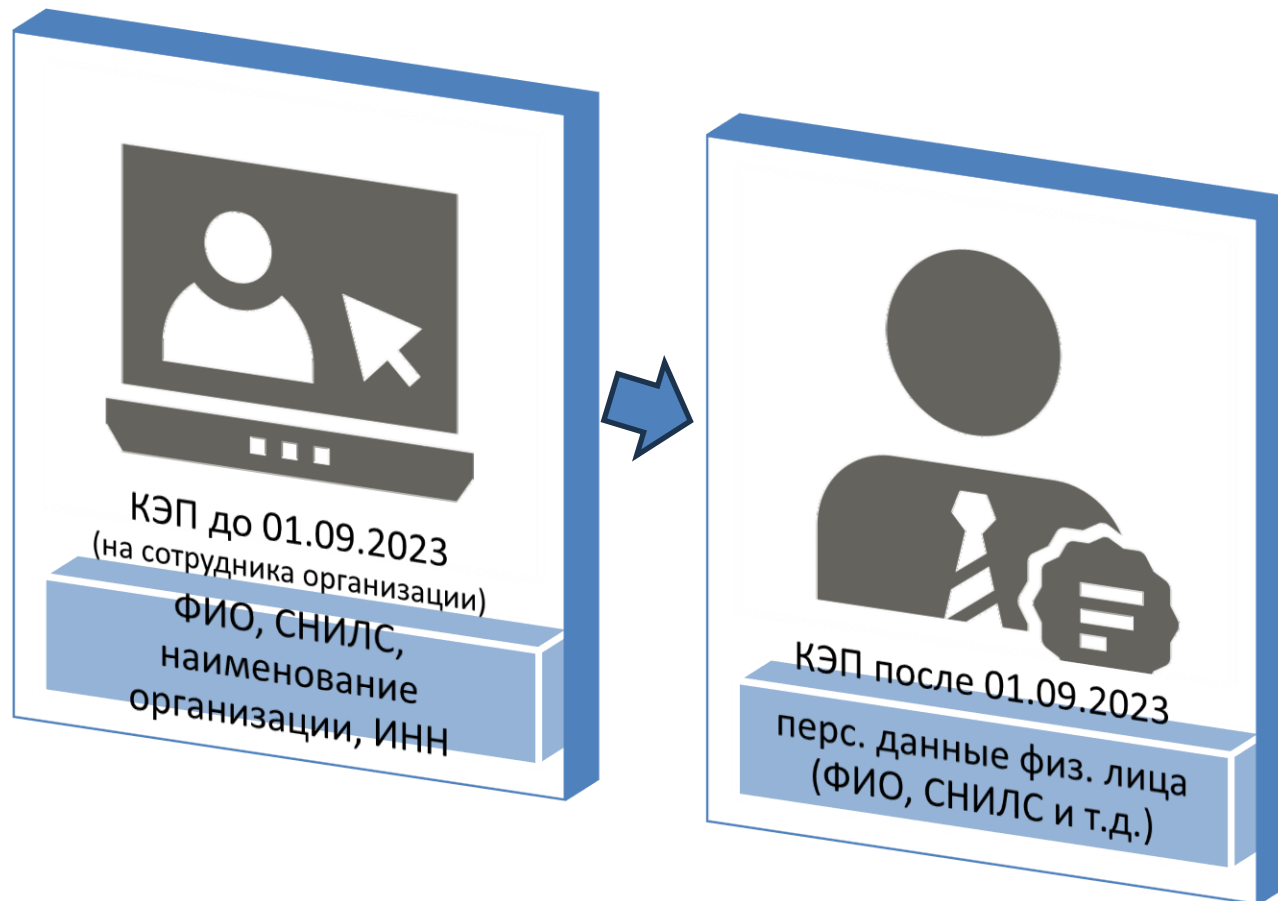 КЭП до 01.09.2023
(на сотрудника организации)
ФИО, СНИЛС,
наименование
организации, ИНН
КЭП после 01.09.2023
перс. данные физ. лица
(ФИО, СНИЛС и т.д.)